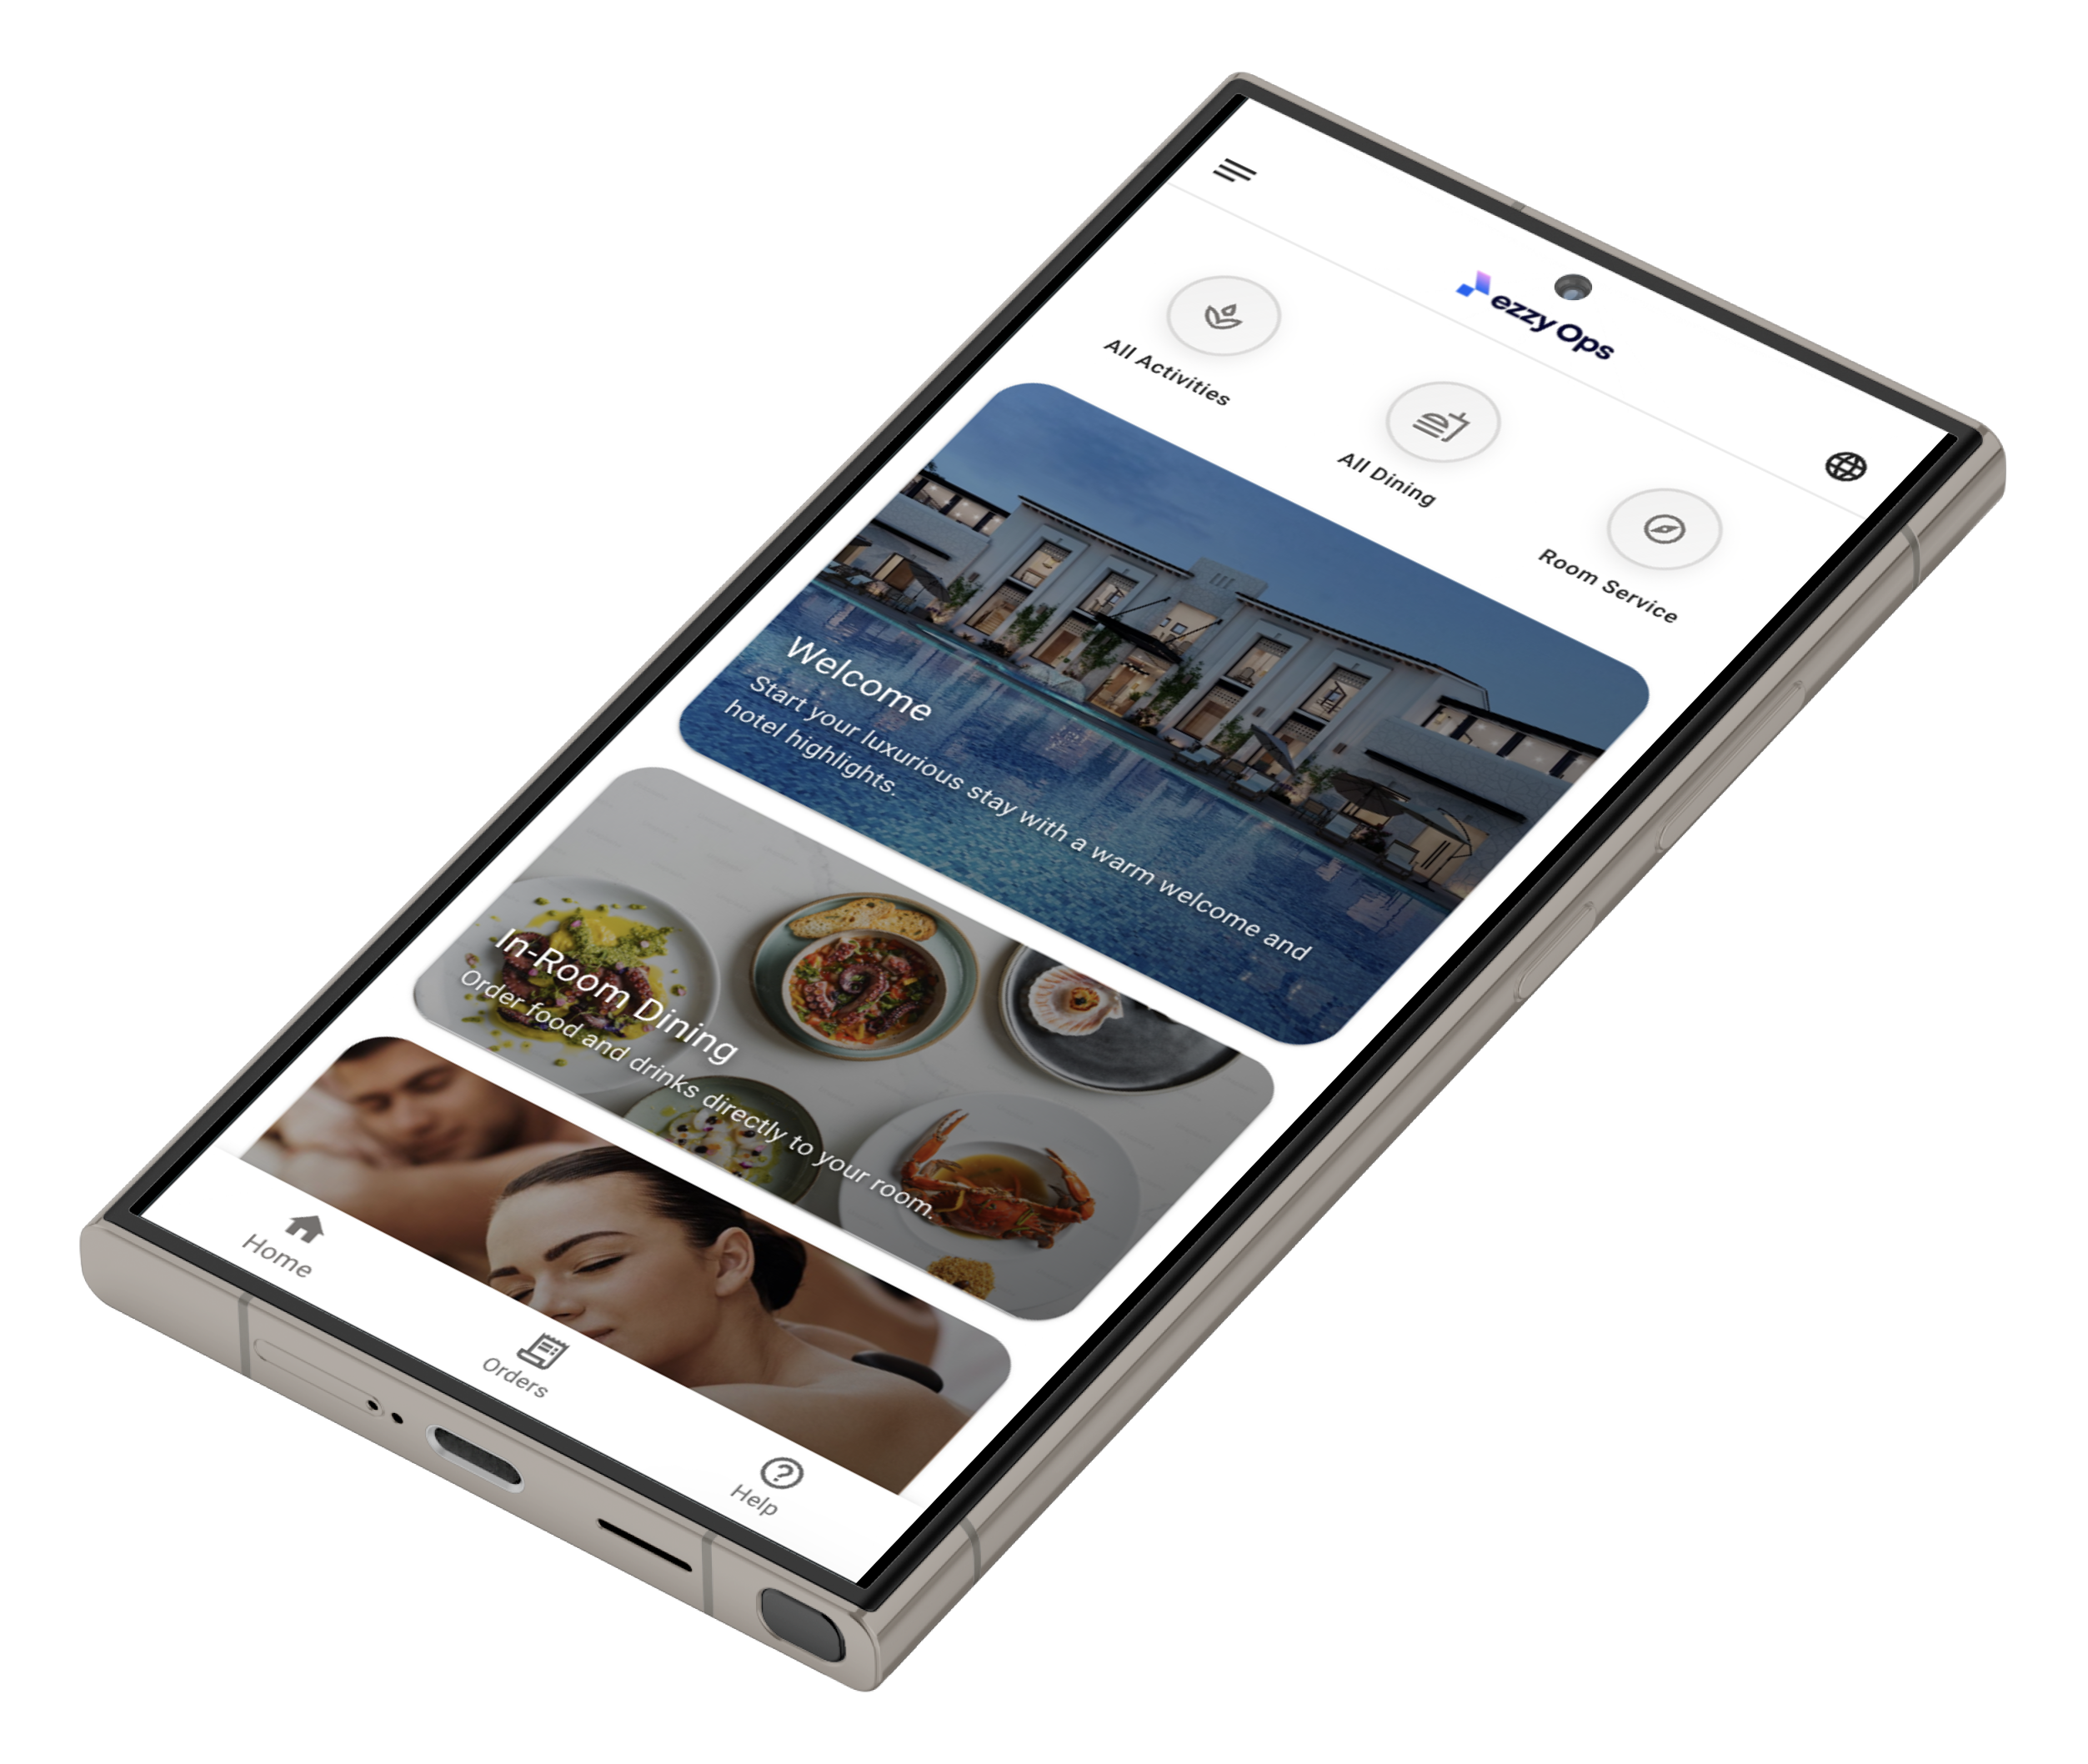 ezzy Ops
All Activities
All Dining
Room Service
Welcome
Start your luxurious stay with a warm welcome and
hotel highlights.
In-Room Dining
Order food and drinks directly to your room.
Home
Orders
Help